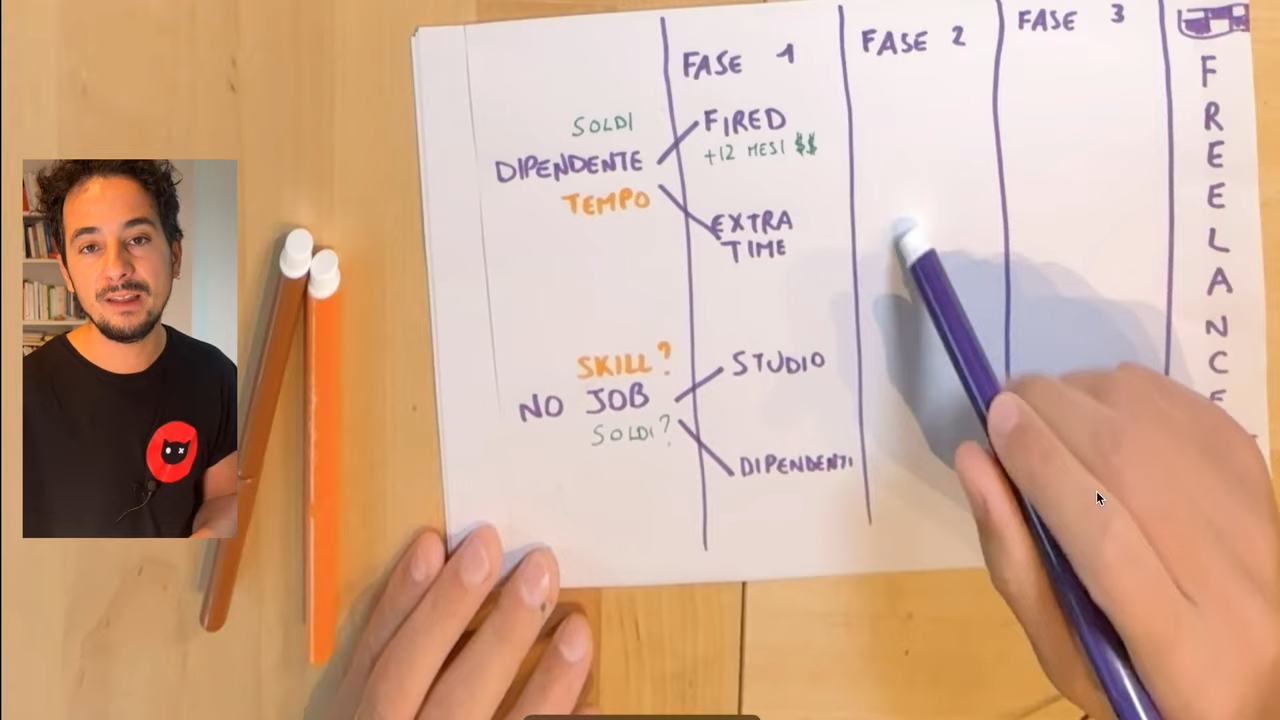 FASE 1
FASE 2
FASE 3
SOLDI
DIPENDENTE
TEMPO
FIRED
+12 MESI $$
EXTRA
TIME
SKILL?
NO JOB
SOLDI?
STUDIO
DIPENDENTI
FREELANCE